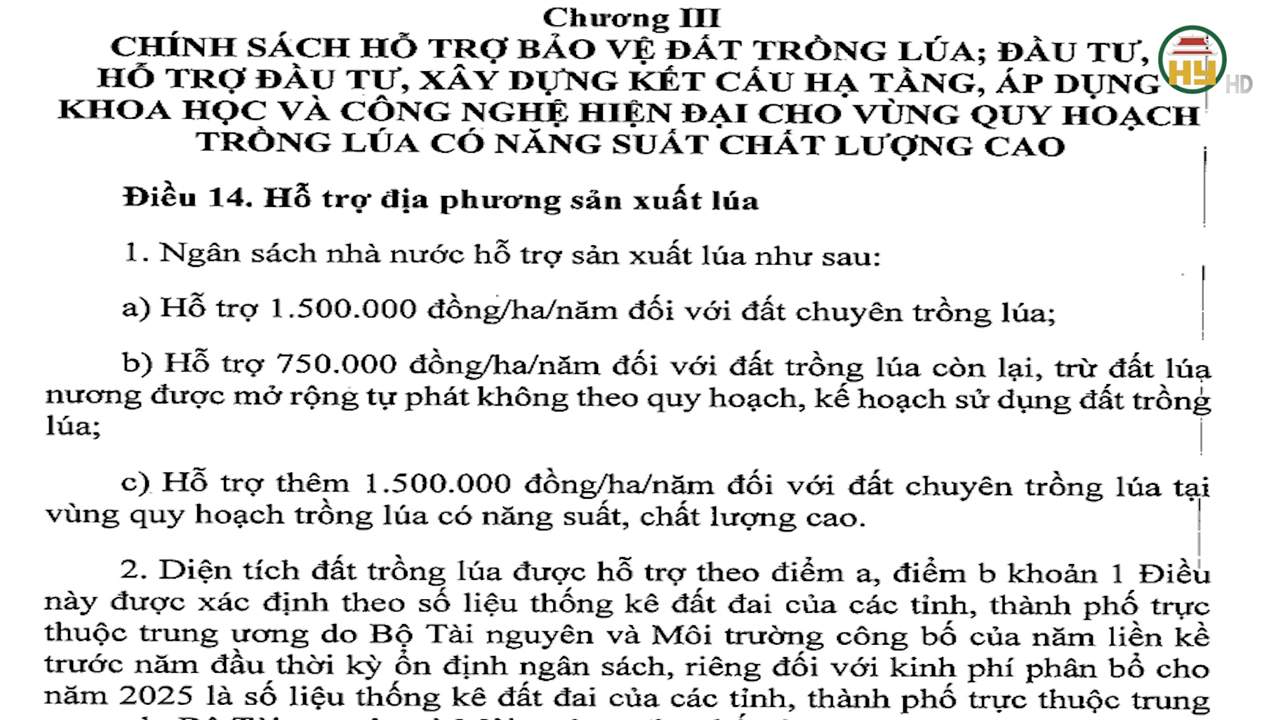 Chương III
CHÍNH SÁCH HỖ TRỢ BẢO VỆ ĐẤT TRỒNG LÚA; ĐẦU TƯ,
HỖ TRỢ ĐẦU TƯ, XÂY DỰNG KẾT CẤU HẠ TẦNG, ÁP DỤNG
KHOA HỌC VÀ CÔNG NGHỆ HIỆN ĐẠI CHO VÙNG QUY HOẠCH
TRỒNG LÚA CÓ NĂNG SUẤT CHẤT LƯỢNG CAO
HY HD
Điều 14. Hỗ trợ địa phương sản xuất lúa
1. Ngân sách nhà nước hỗ trợ sản xuất lúa như sau:
a) Hỗ trợ 1.500.000 đồng/ha/năm đối với đất chuyên trồng lúa;
b) Hỗ trợ 750.000 đồng/ha/năm đối với đất trồng lúa còn lại, trừ đất lúa
nương được mở rộng tự phát không theo quy hoạch, kế hoạch sử dụng đất trồng
lúa;
c) Hỗ trợ thêm 1.500.000 đồng/ha/năm đối với đất chuyên trồng lúa tại
vùng quy hoạch trồng lúa có năng suất, chất lượng cao.
2. Diện tích đất trồng lúa được hỗ trợ theo điểm a, điểm b khoản 1 Điều
này được xác định theo số liệu thống kê đất đai của các tỉnh, thành phố trực
thuộc trung ương do Bộ Tài nguyên và Môi trường công bố của năm liền kề
trước năm đầu thời kỳ ổn định ngân sách, riêng đối với kinh phí phân bổ cho
năm 2025 là số liệu thống kê đất đai của các tỉnh, thành phố trực thuộc trung